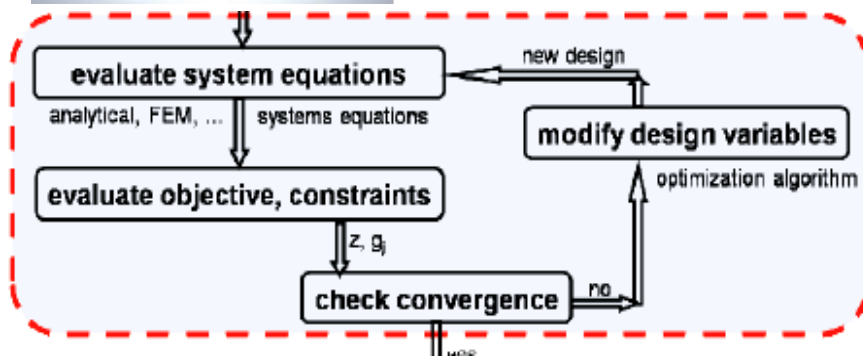 new design
evaluate system equations
analytical, FEM, ... systems equations
modify design variables
optimization algorithm
evaluate objective, constraints
z, gj
check convergence
no